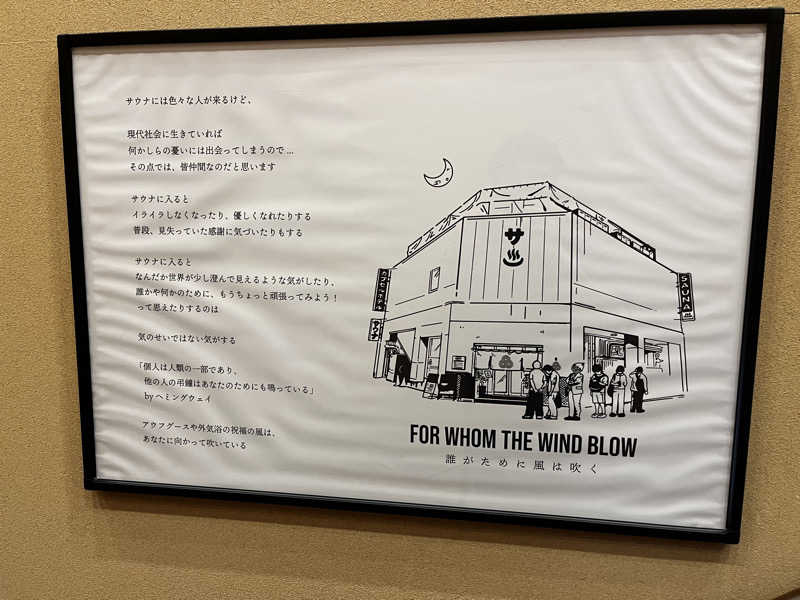 サウナには色々な人が来るけど、
現代社会に生きていれば
何かしらの憂いには出会ってしまうので...
その点では、皆仲間なのだと思います
サウナに入ると
イライラしなくなったり、優しくなれたりする
普段、見失っていた感謝に気づいたりもする
サウナに入ると
なんだか世界が少し澄んで見えるような気がしたり、
誰かや何かのために、もうちょっと頑張ってみよう！
って思えたりするのは
気のせいではない気がする
「個人は人類の一部であり、
他の人の弔鐘はあなたのためにも鳴っている」
byヘミングウェイ
アウフグースや外気浴の祝福の風は、
あなたに向かって吹いている
サ
カプセルホテル
サウナ
SAUNA
FOR WHOM THE WIND BLOW
誰がために風は吹く